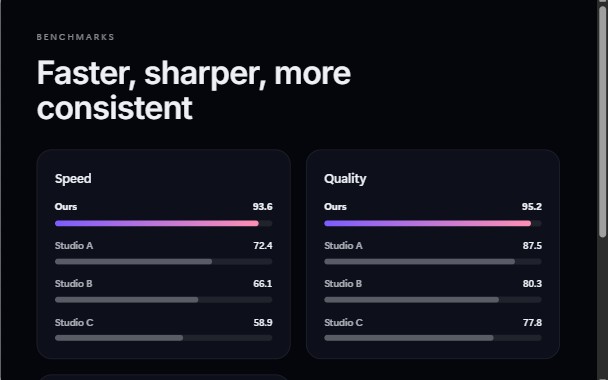 BENCHMARKS
Faster, sharper, more
consistent
Speed
Ours 93.6
Studio A 72.4
Studio B 66.1
Studio C 58.9
Quality
Ours 95.2
Studio A 87.5
Studio B 80.3
Studio C 77.8